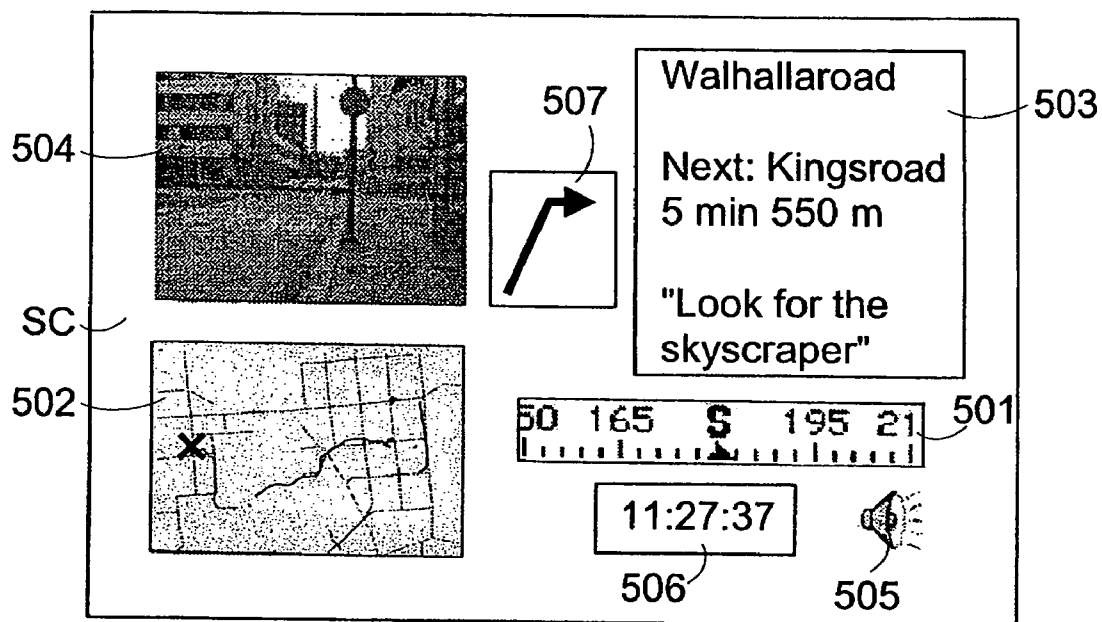 Walhallaroad
Next: Kingsroad
5 min 550 m
"Look for the
skyscraper"
507
503
504
SC
502
50 165 S 195 21
501
11:27:37
506
505